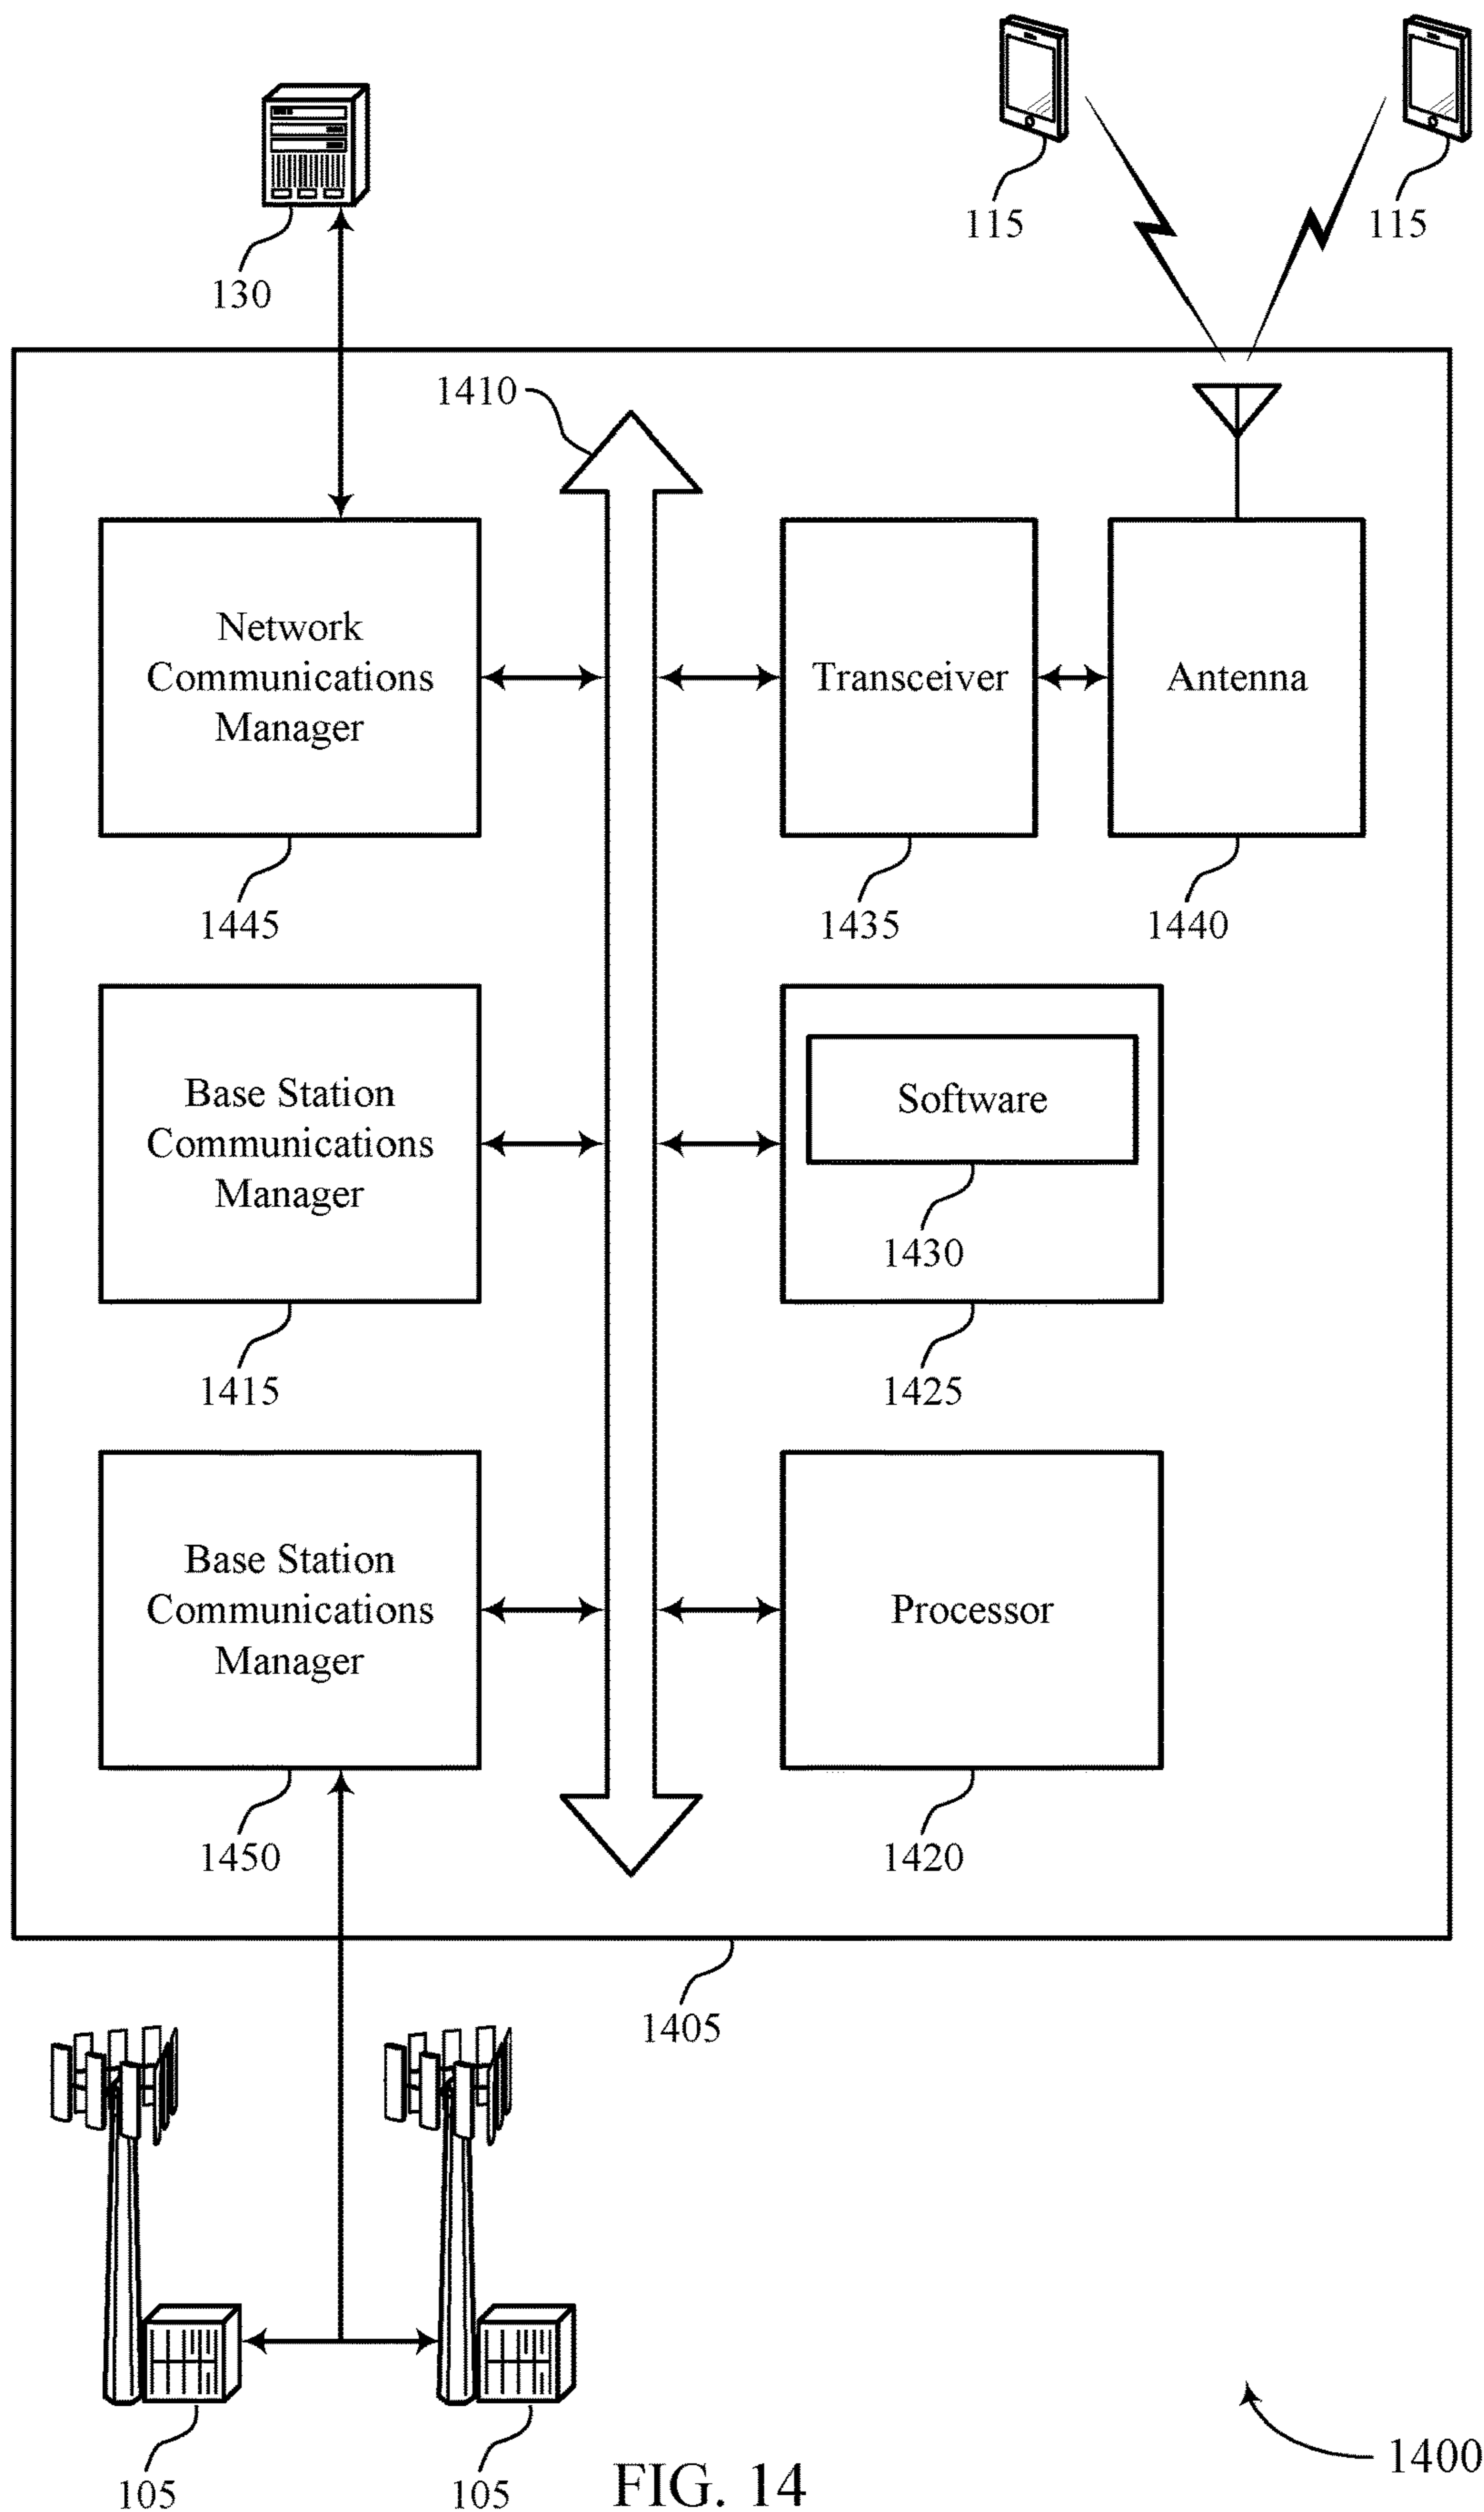 115
115
130
1410
Network
Communications
Manager
Transceiver
Antenna
1445
1435
1440
Base Station
Communications
Manager
Software
1430
1415
1425
Base Station
Communications
Manager
Processor
1450
1420
1405
105
105
FIG. 14
1400